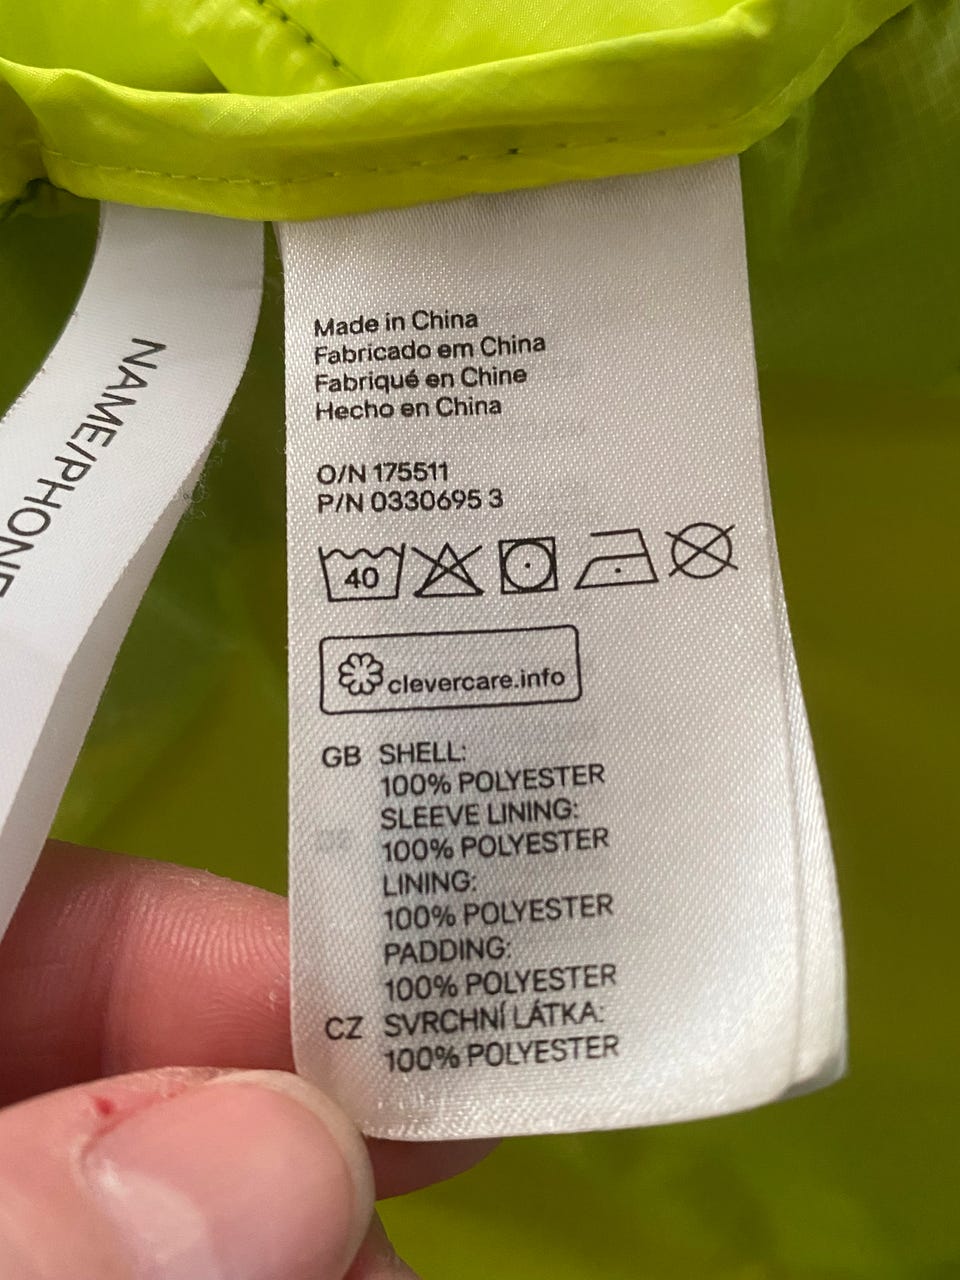 NAME/PHONE
Made in China
Fabricado em China
Fabriqué en Chine
Hecho en China
O/N 175511
P/N 0330695 3
40
clevercare.info
GB SHELL:
100% POLYESTER
SLEEVE LINING:
100% POLYESTER
LINING:
100% POLYESTER
PADDING:
100% POLYESTER
CZ SVRCHNÍ LÁTKA:
100% POLYESTER